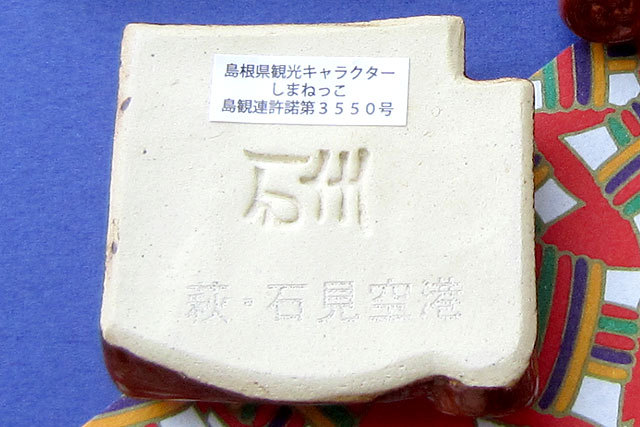 島根県観光キャラクター
しまねっこ
島観連許諾第３５５０号
石州
萩・石見空港